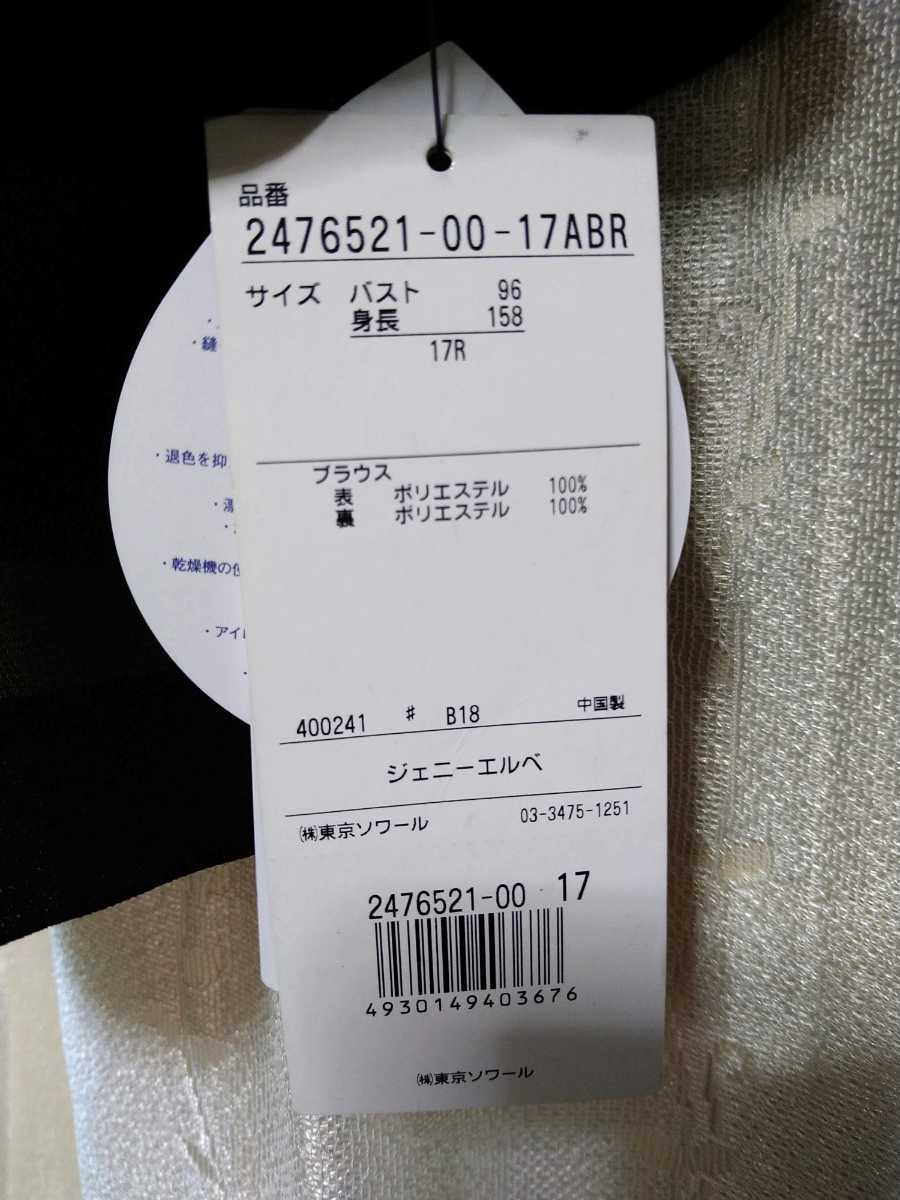 品番
2476521-00-17ABR
サイズ バスト 96
身長 158
17R
ブラウス
表 ポリエステル 100%
裏 ポリエステル 100%
400241 # B18 中国製
ジェニーエルベ
㈱東京ソワール 03-3475-1251
2476521-00 17
4930149403676
㈱東京ソワール
・縫
・退色を抑
・乾燥機の
・アイ